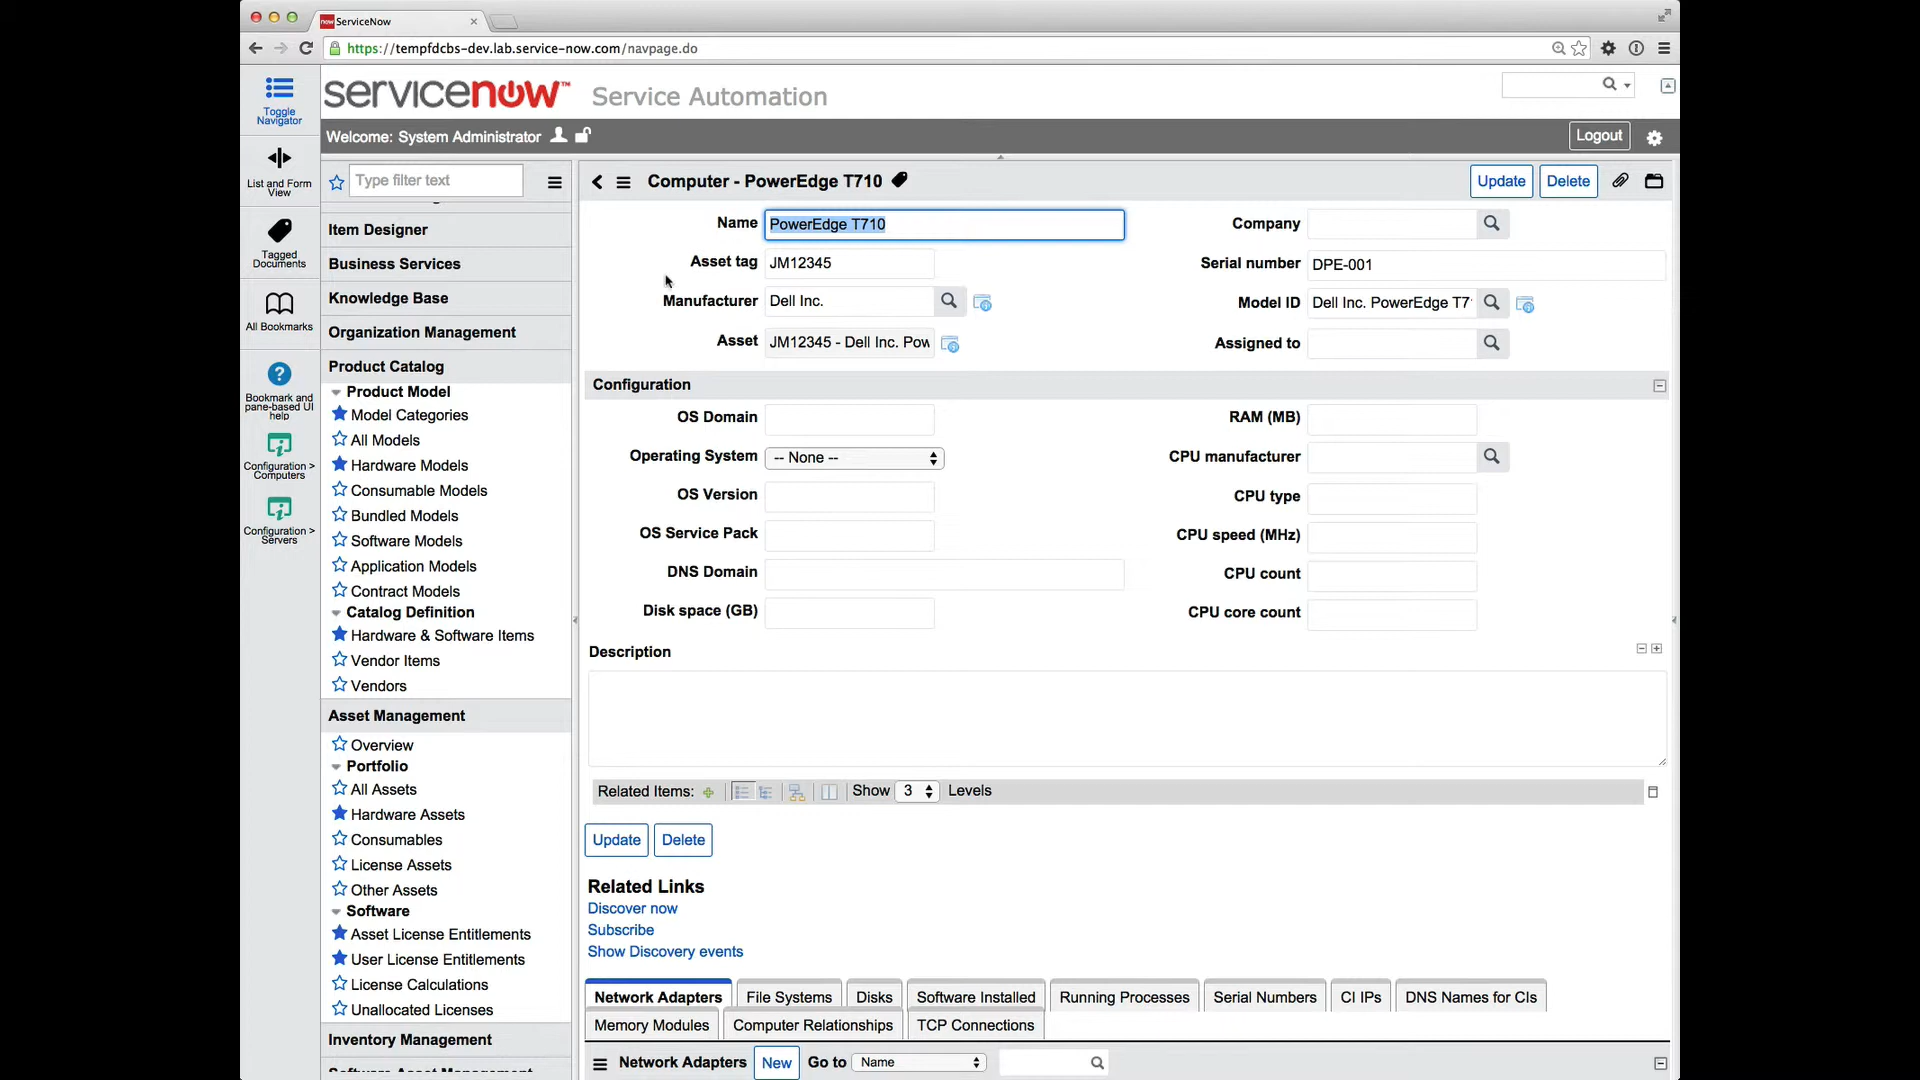 now ServiceNow ×
https://tempfdcbs-dev.lab.service-now.com/navpage.do
Toggle
Navigator
servicenow™ Service Automation
Welcome: System Administrator
Logout
List and Form
View
Type filter text
Computer - PowerEdge T710
Update
Delete
Tagged
Documents
All Bookmarks
Bookmark and
pane-based UI
help
Configuration >
Computers
Configuration >
Servers
Item Designer
Business Services
Knowledge Base
Organization Management
Product Catalog
Product Model
Model Categories
All Models
Hardware Models
Consumable Models
Bundled Models
Software Models
Application Models
Contract Models
Catalog Definition
Hardware & Software Items
Vendor Items
Vendors
Asset Management
Overview
Portfolio
All Assets
Hardware Assets
Consumables
License Assets
Other Assets
Software
Asset License Entitlements
User License Entitlements
License Calculations
Unallocated Licenses
Inventory Management
Software Asset Management
Name PowerEdge T710
Company
Asset tag JM12345
Serial number DPE-001
Manufacturer Dell Inc.
Model ID Dell Inc. PowerEdge T7
Asset JM12345 - Dell Inc. Pow
Assigned to
Configuration
OS Domain
RAM (MB)
Operating System -- None --
CPU manufacturer
OS Version
CPU type
OS Service Pack
CPU speed (MHz)
DNS Domain
CPU count
Disk space (GB)
CPU core count
Description
Related Items: Show 3 Levels
Update Delete
Related Links
Discover now
Subscribe
Show Discovery events
Network Adapters File Systems Disks Software Installed Running Processes Serial Numbers CI IPs DNS Names for CIs
Memory Modules Computer Relationships TCP Connections
Network Adapters New Go to Name